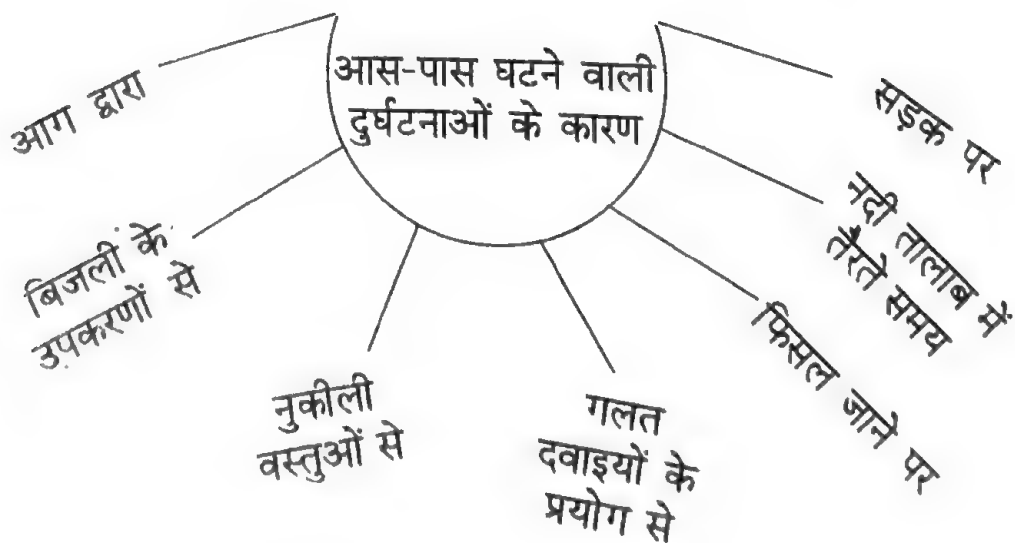 आस-पास घटने वाली
दुर्घटनाओं के कारण
आग द्वारा
बिजली के
उपकरणों से
नुकीली
वस्तुओं से
गलत
दवाइयों के
प्रयोग से
फिसल जाने पर
नदी तालाब में
तैरते समय
सड़क पर